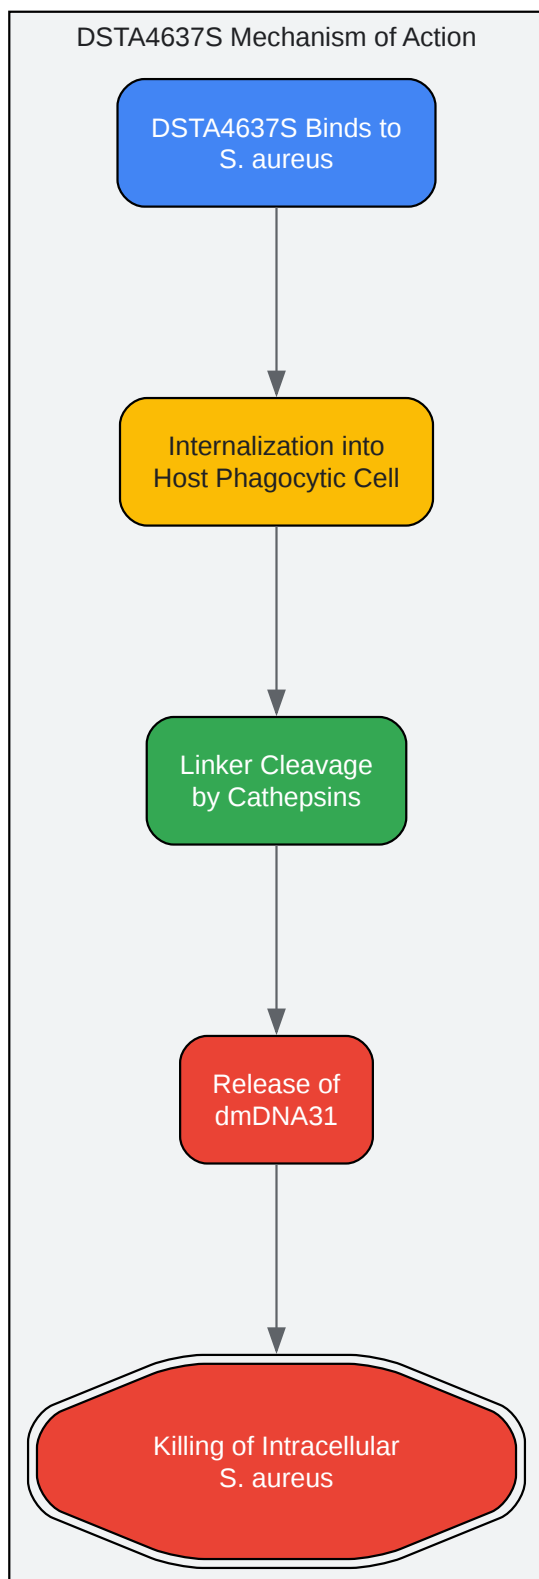 DSTA4637S Mechanism of Action
DSTA4637S Binds to
S. aureus
Internalization into
Host Phagocytic Cell
Linker Cleavage
by Cathepsins
Release of
dmDNA31
Killing of Intracellular
S. aureus